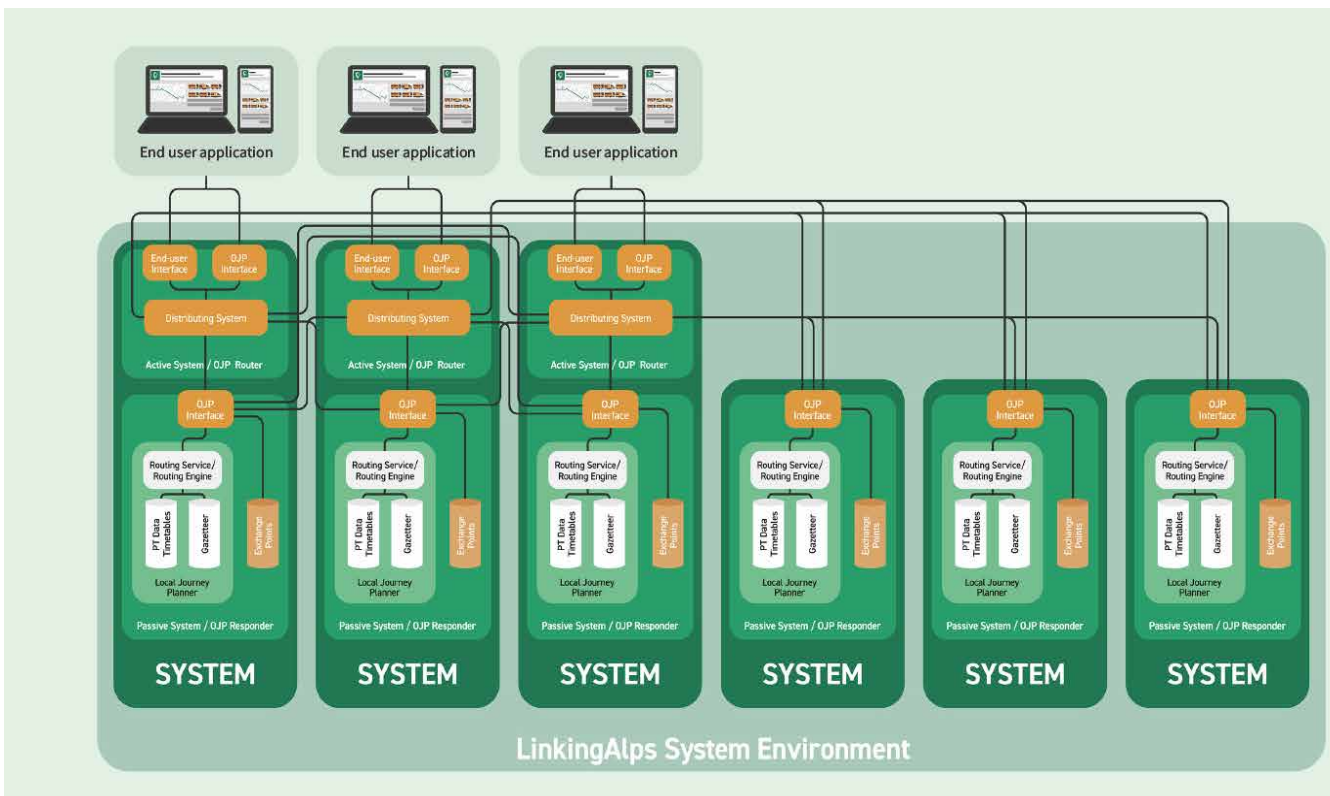 End user application
End user application
End user application
End-user
Interface
OJP
Interface
End-user
Interface
OJP
Interface
End-user
Interface
OJP
Interface
Distributing System
Distributing System
Distributing System
Active System / OJP Router
Active System / OJP Router
Active System / OJP Router
OJP
Interface
OJP
Interface
OJP
Interface
OJP
Interface
OJP
Interface
OJP
Interface
Routing Service/
Routing Engine
Routing Service/
Routing Engine
Routing Service/
Routing Engine
Routing Service/
Routing Engine
Routing Service/
Routing Engine
Routing Service/
Routing Engine
PT Data
Timetables
Gazetteer
Exchange
Points
PT Data
Timetables
Gazetteer
Exchange
Points
PT Data
Timetables
Gazetteer
Exchange
Points
PT Data
Timetables
Gazetteer
Exchange
Points
PT Data
Timetables
Gazetteer
Exchange
Points
PT Data
Timetables
Gazetteer
Exchange
Points
Local Journey
Planner
Local Journey
Planner
Local Journey
Planner
Local Journey
Planner
Local Journey
Planner
Local Journey
Planner
Passive System / OJP Responder
Passive System / OJP Responder
Passive System / OJP Responder
Passive System / OJP Responder
Passive System / OJP Responder
Passive System / OJP Responder
SYSTEM
SYSTEM
SYSTEM
SYSTEM
SYSTEM
SYSTEM
LinkingAlps System Environment